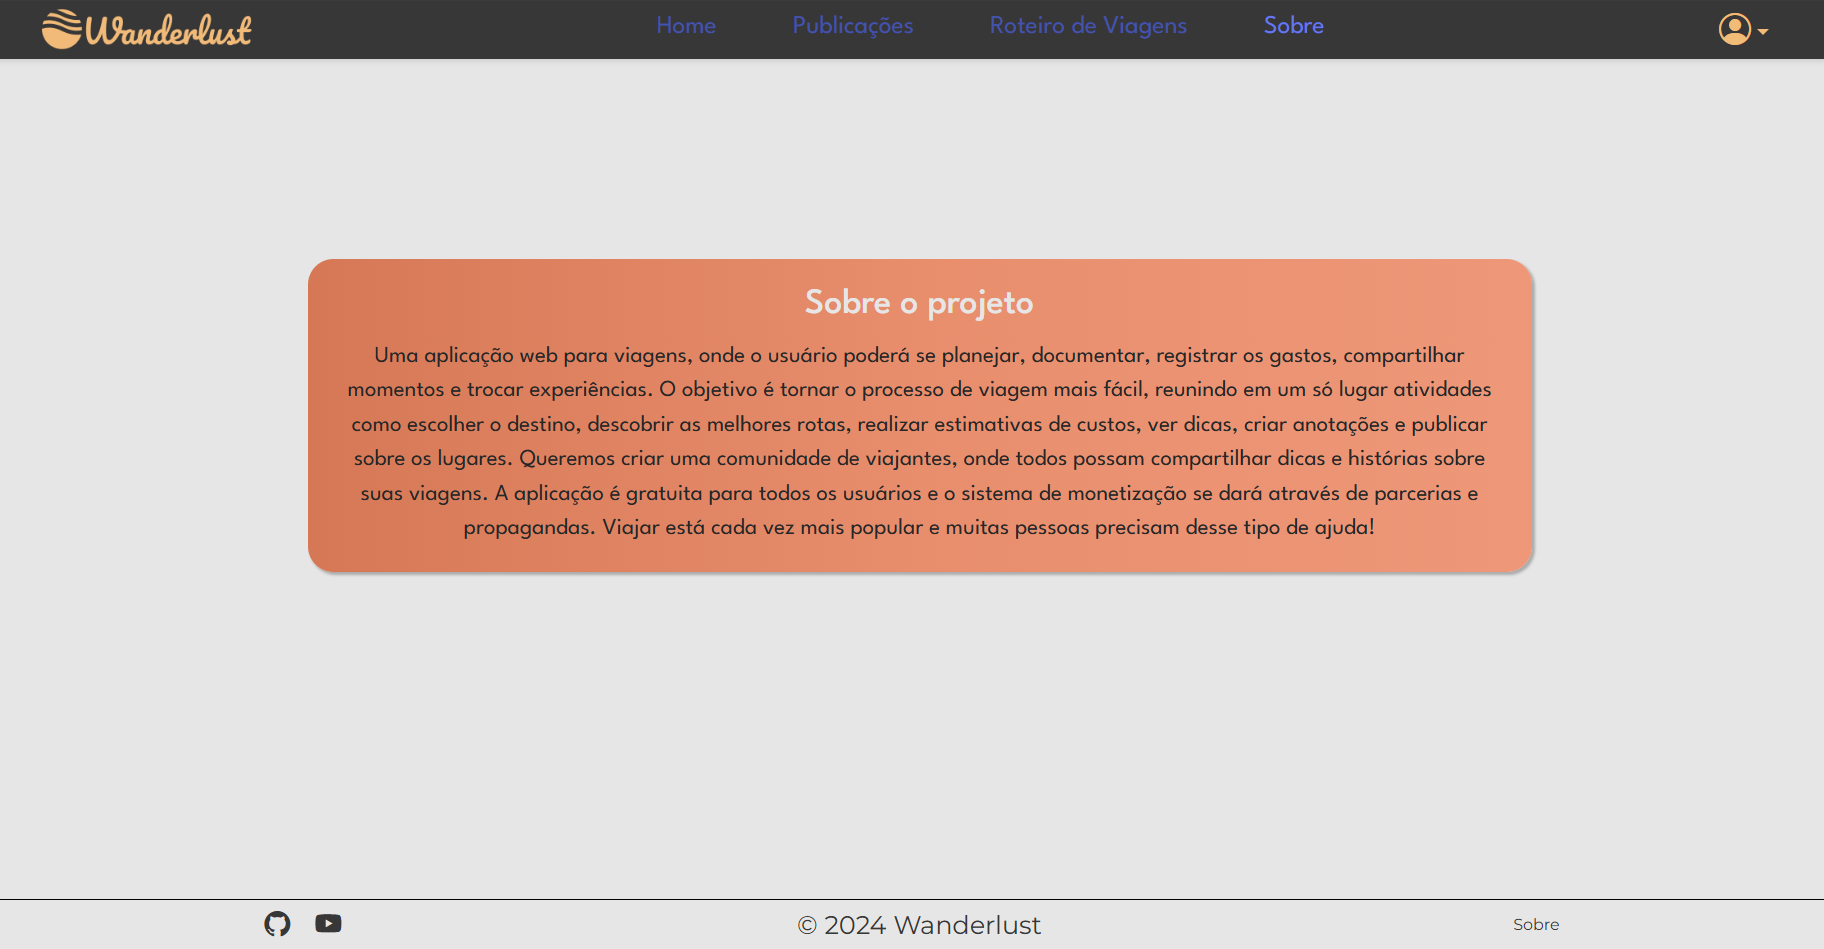 Wanderlust
Home Publicações Roteiro de Viagens Sobre
Sobre o projeto
Uma aplicação web para viagens, onde o usuário poderá se planejar, documentar, registrar os gastos, compartilhar
momentos e trocar experiências. O objetivo é tornar o processo de viagem mais fácil, reunindo em um só lugar atividades
como escolher o destino, descobrir as melhores rotas, realizar estimativas de custos, ver dicas, criar anotações e publicar
sobre os lugares. Queremos criar uma comunidade de viajantes, onde todos possam compartilhar dicas e histórias sobre
suas viagens. A aplicação é gratuita para todos os usuários e o sistema de monetização se dará através de parcerias e
propagandas. Viajar está cada vez mais popular e muitas pessoas precisam desse tipo de ajuda!
© 2024 Wanderlust
Sobre